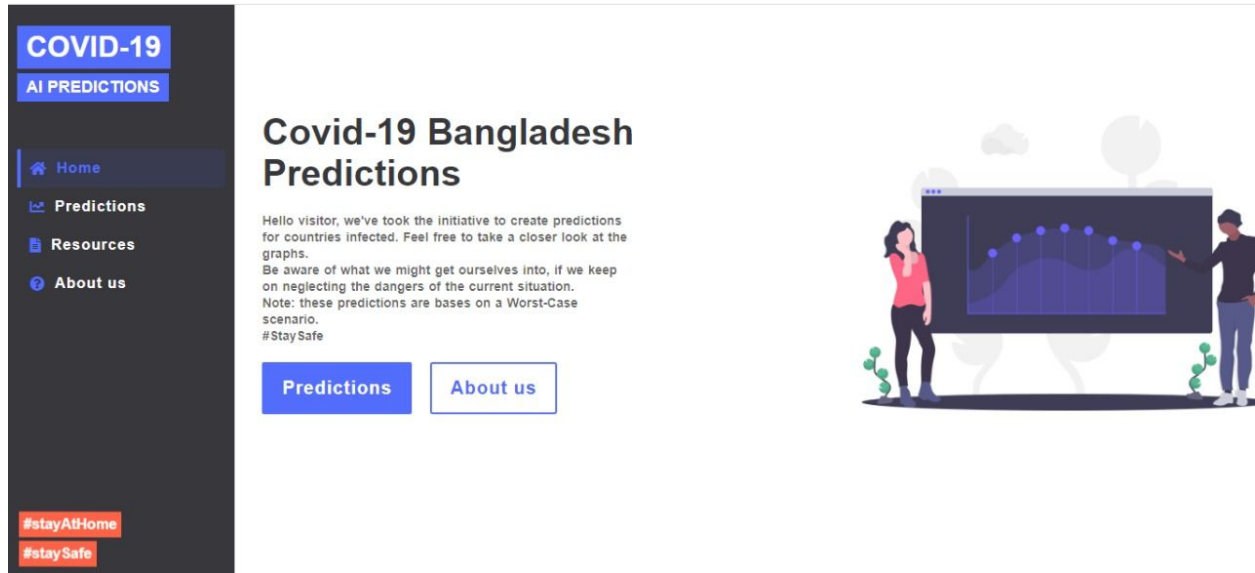 COVID-19
AI PREDICTIONS
Home
Predictions
Resources
About us
#stayAtHome
#staySafe
Covid-19 Bangladesh
Predictions
Hello visitor, we've took the initiative to create predictions
for countries infected. Feel free to take a closer look at the
graphs.
Be aware of what we might get ourselves into, if we keep
on neglecting the dangers of the current situation.
Note: these predictions are bases on a Worst-Case
scenario.
#StaySafe
Predictions
About us